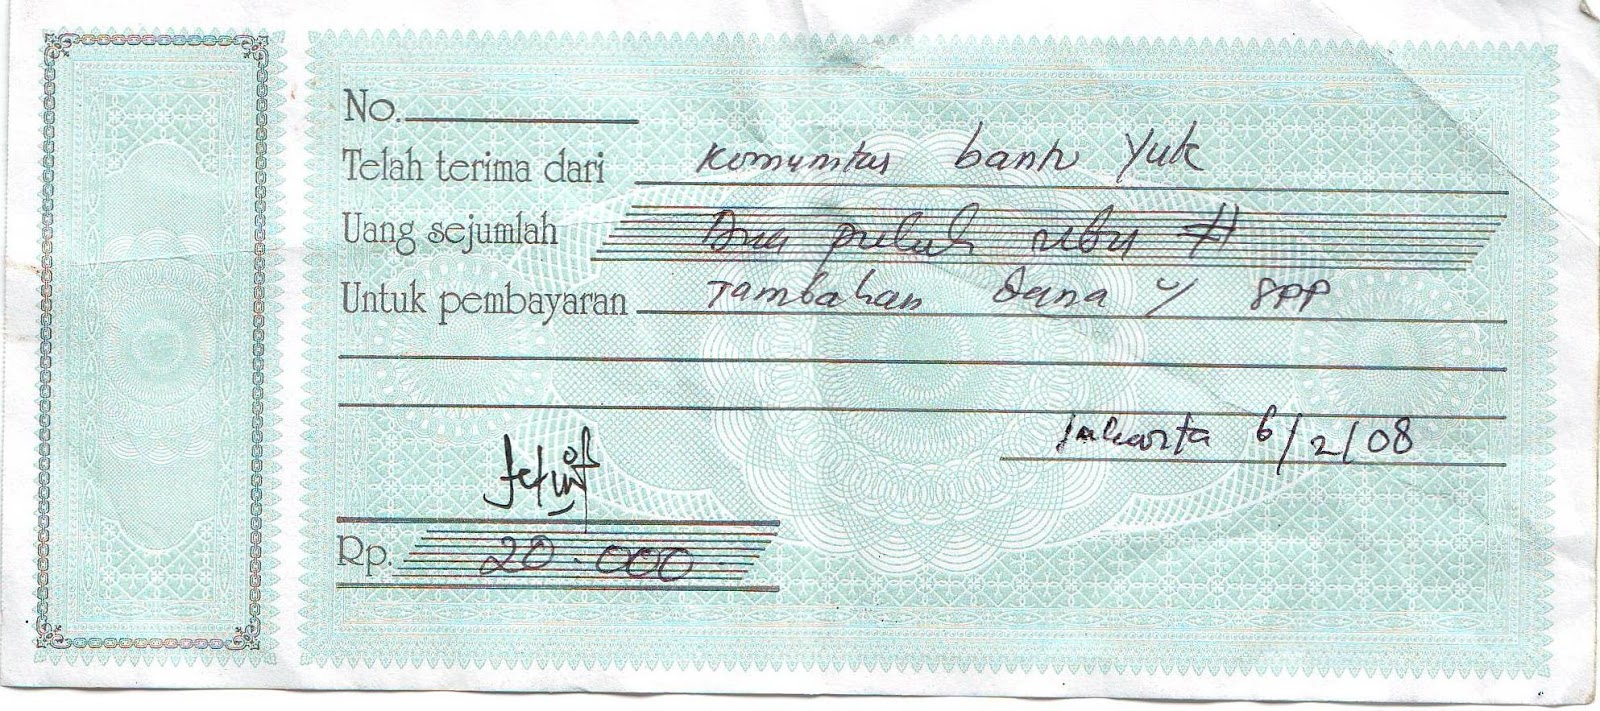 No.
Telah terima dari Komunitas bantu Yuk
Uang sejumlah Dua puluh ribu #
Untuk pembayaran Tambahan dana u/ SPP
Jakarta 6/2/08
Rp. 20.000